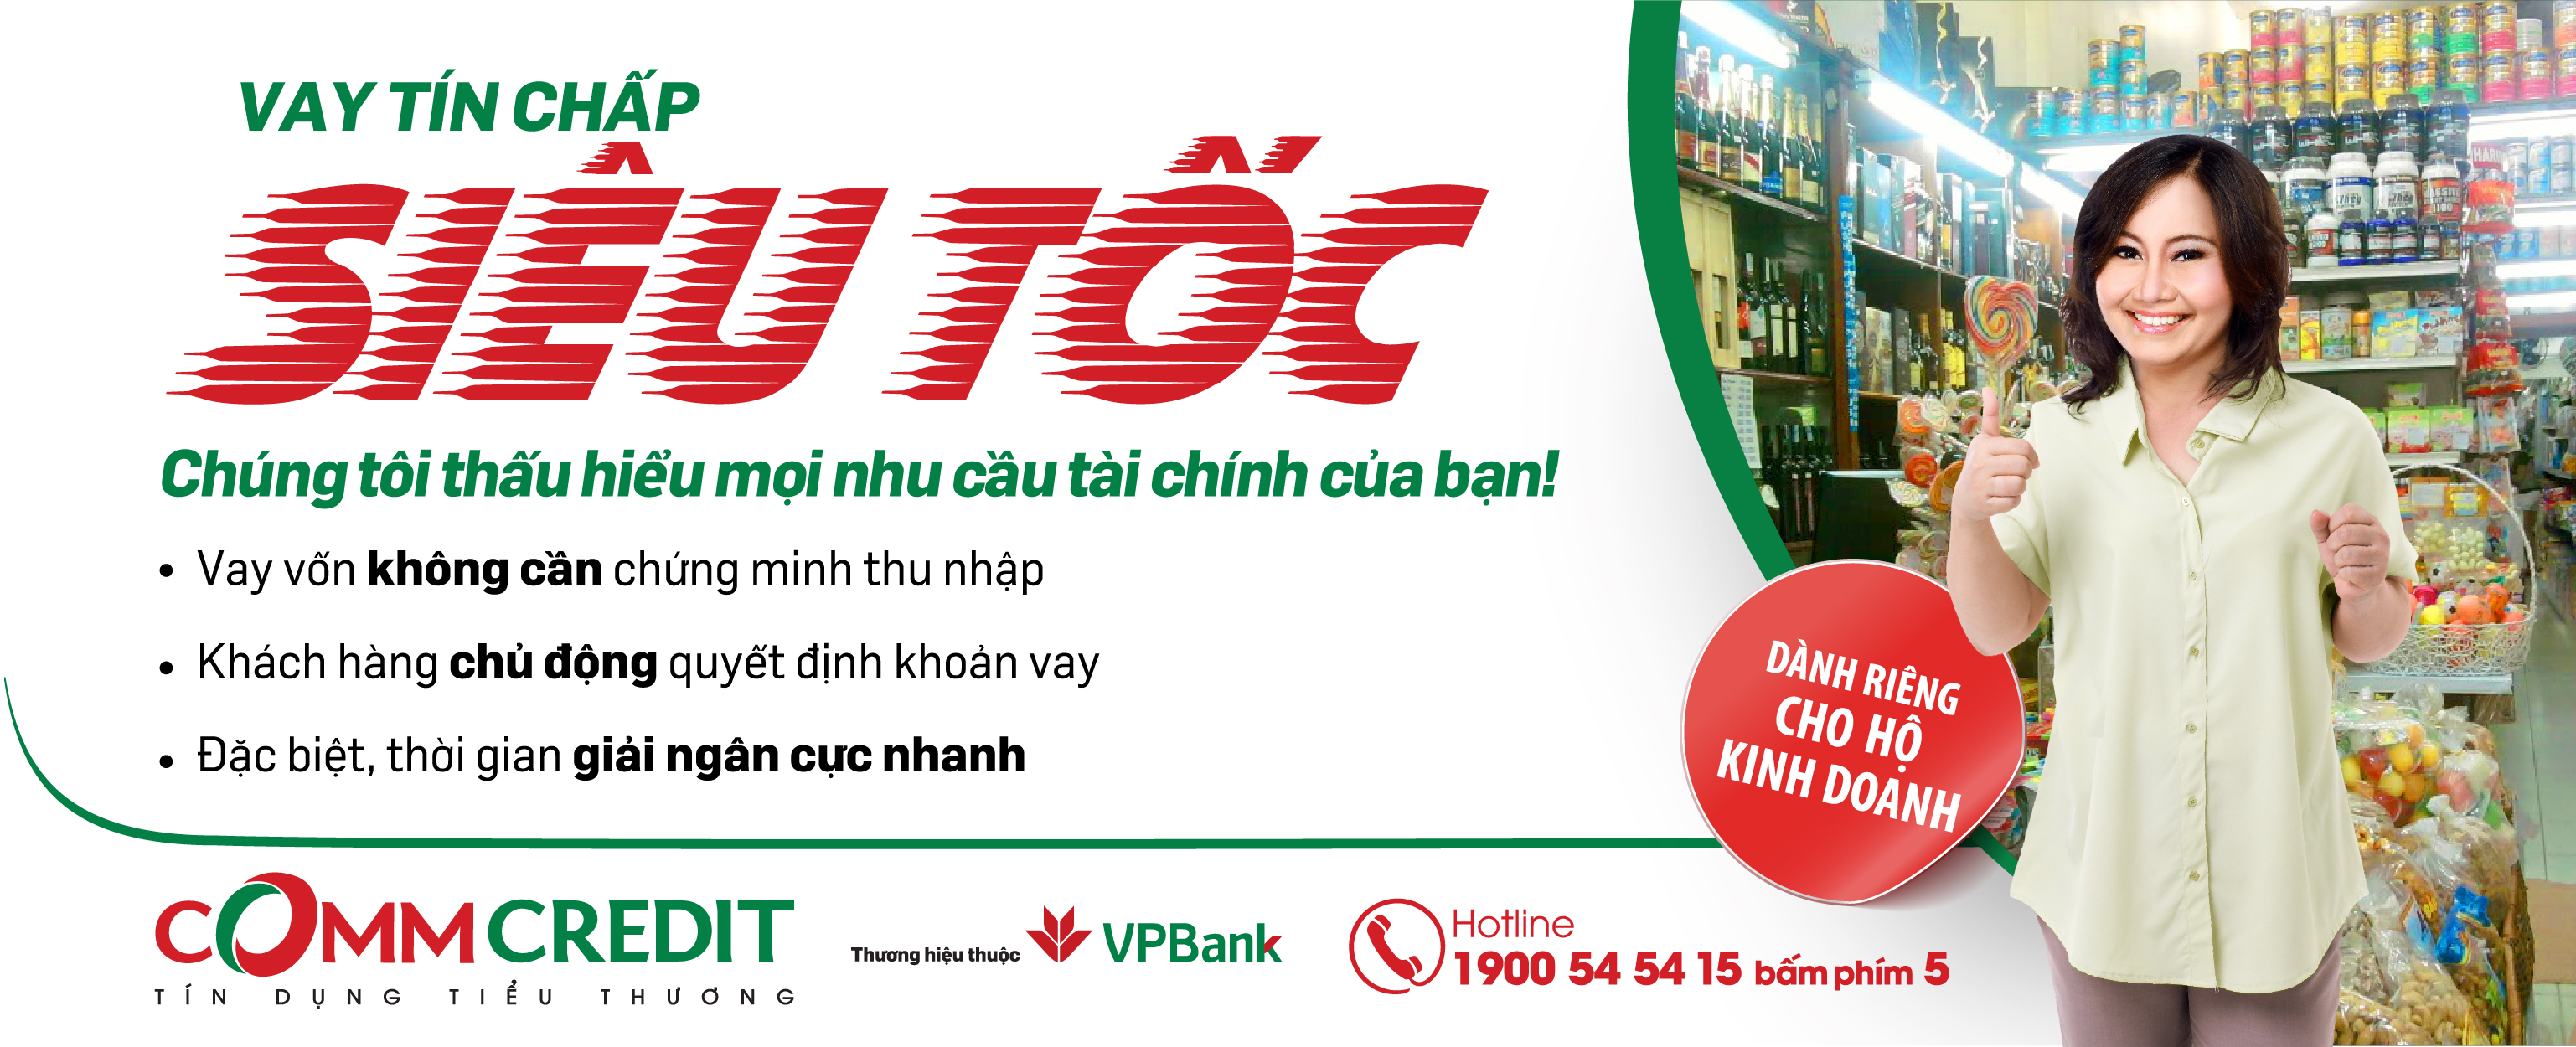 VAY TÍN CHẤP
SIÊU TỐC
Chúng tôi thấu hiểu mọi nhu cầu tài chính của bạn!
• Vay vốn không cần chứng minh thu nhập
• Khách hàng chủ động quyết định khoản vay
• Đặc biệt, thời gian giải ngân cực nhanh
DÀNH RIÊNG
CHO HỘ
KINH DOANH
COMMCREDIT
TÍN DỤNG TIỂU THƯƠNG
Thương hiệu thuộc VPBank
Hotline
1900 54 54 15 bấm phím 5